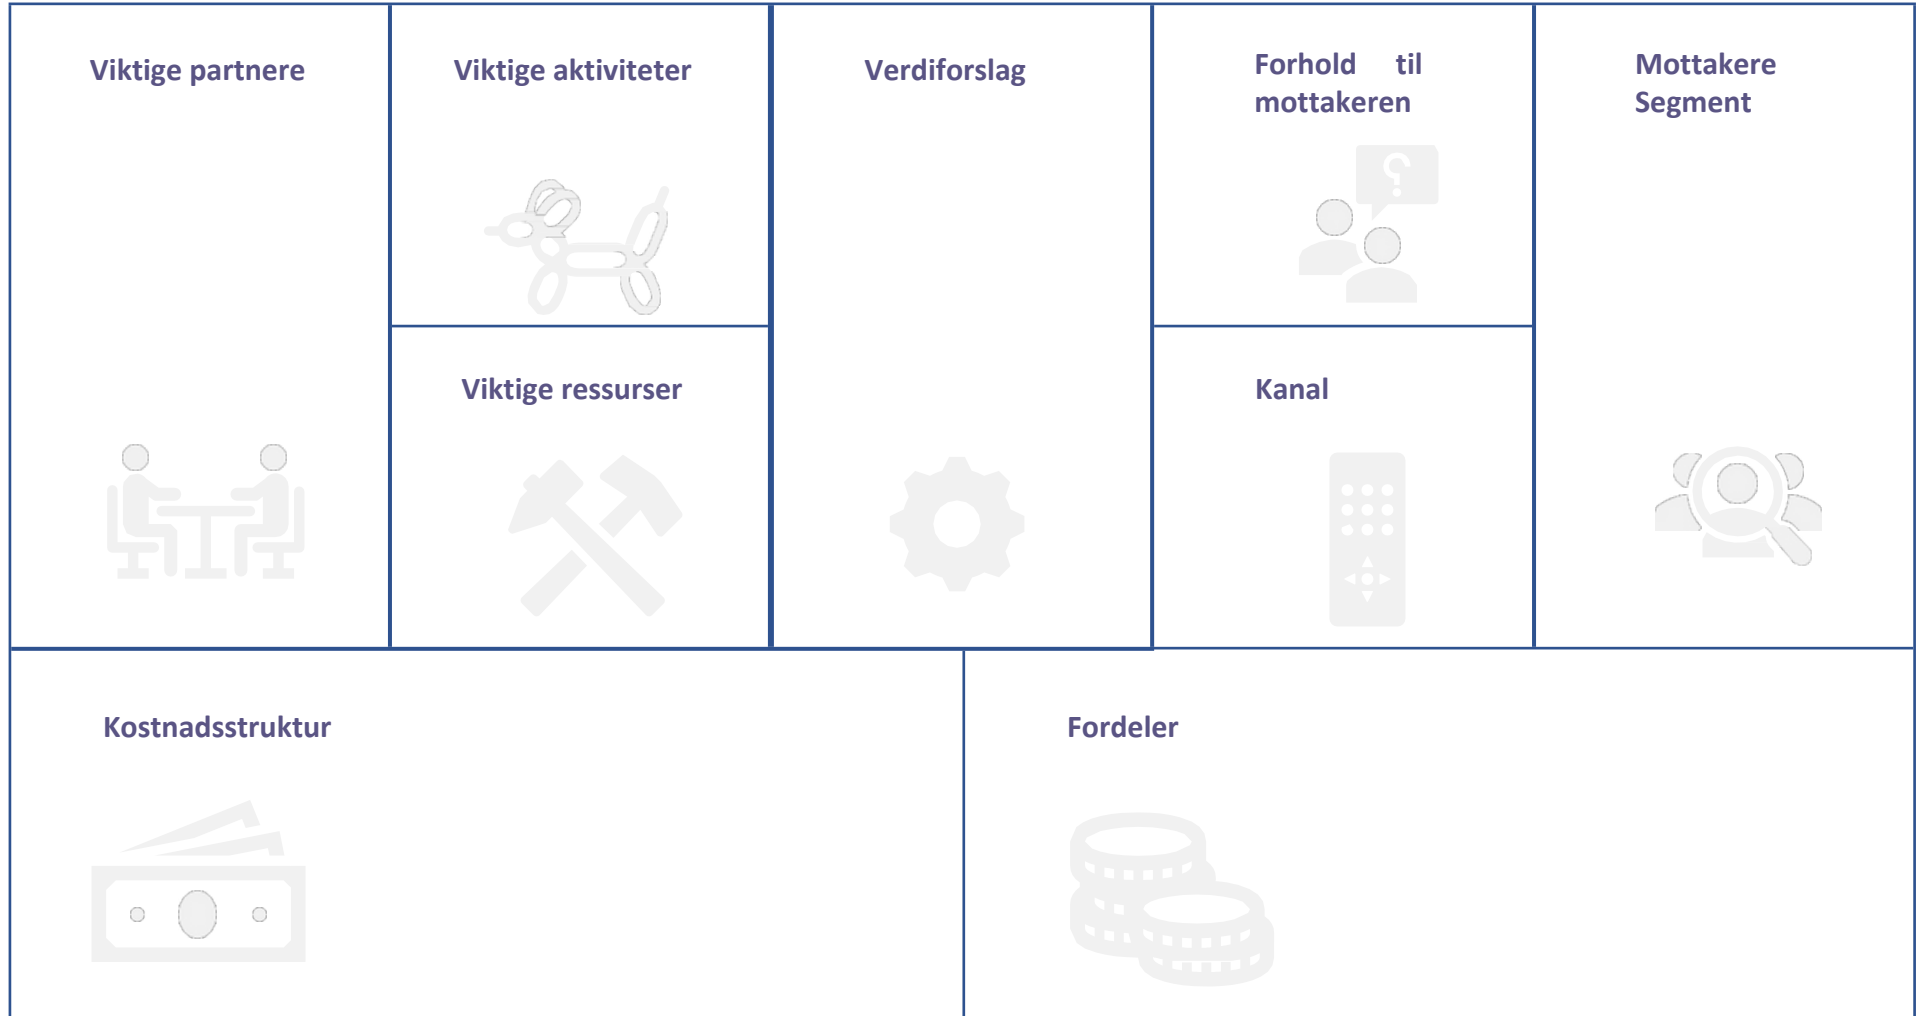 Viktige partnere
Viktige aktiviteter
Viktige ressurser
Verdiforslag
Forhold til
mottakeren
Kanal
Mottakere
Segment
Kostnadsstruktur
Fordeler